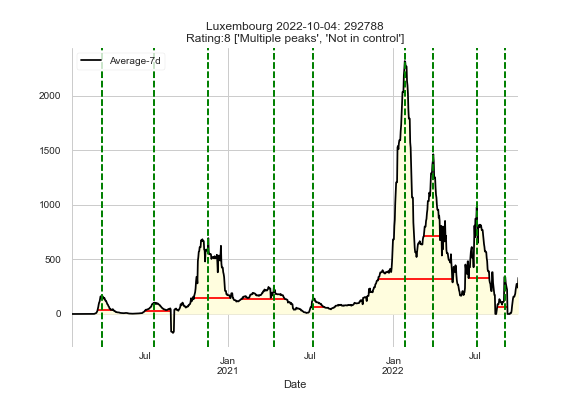 Luxembourg 2022-10-04: 292788
Rating:8 ['Multiple peaks', 'Not in control']
Average-7d
2000
1500
1000
500
0
Jul
Jan
2021
Jul
Jan
2022
Jul
Date